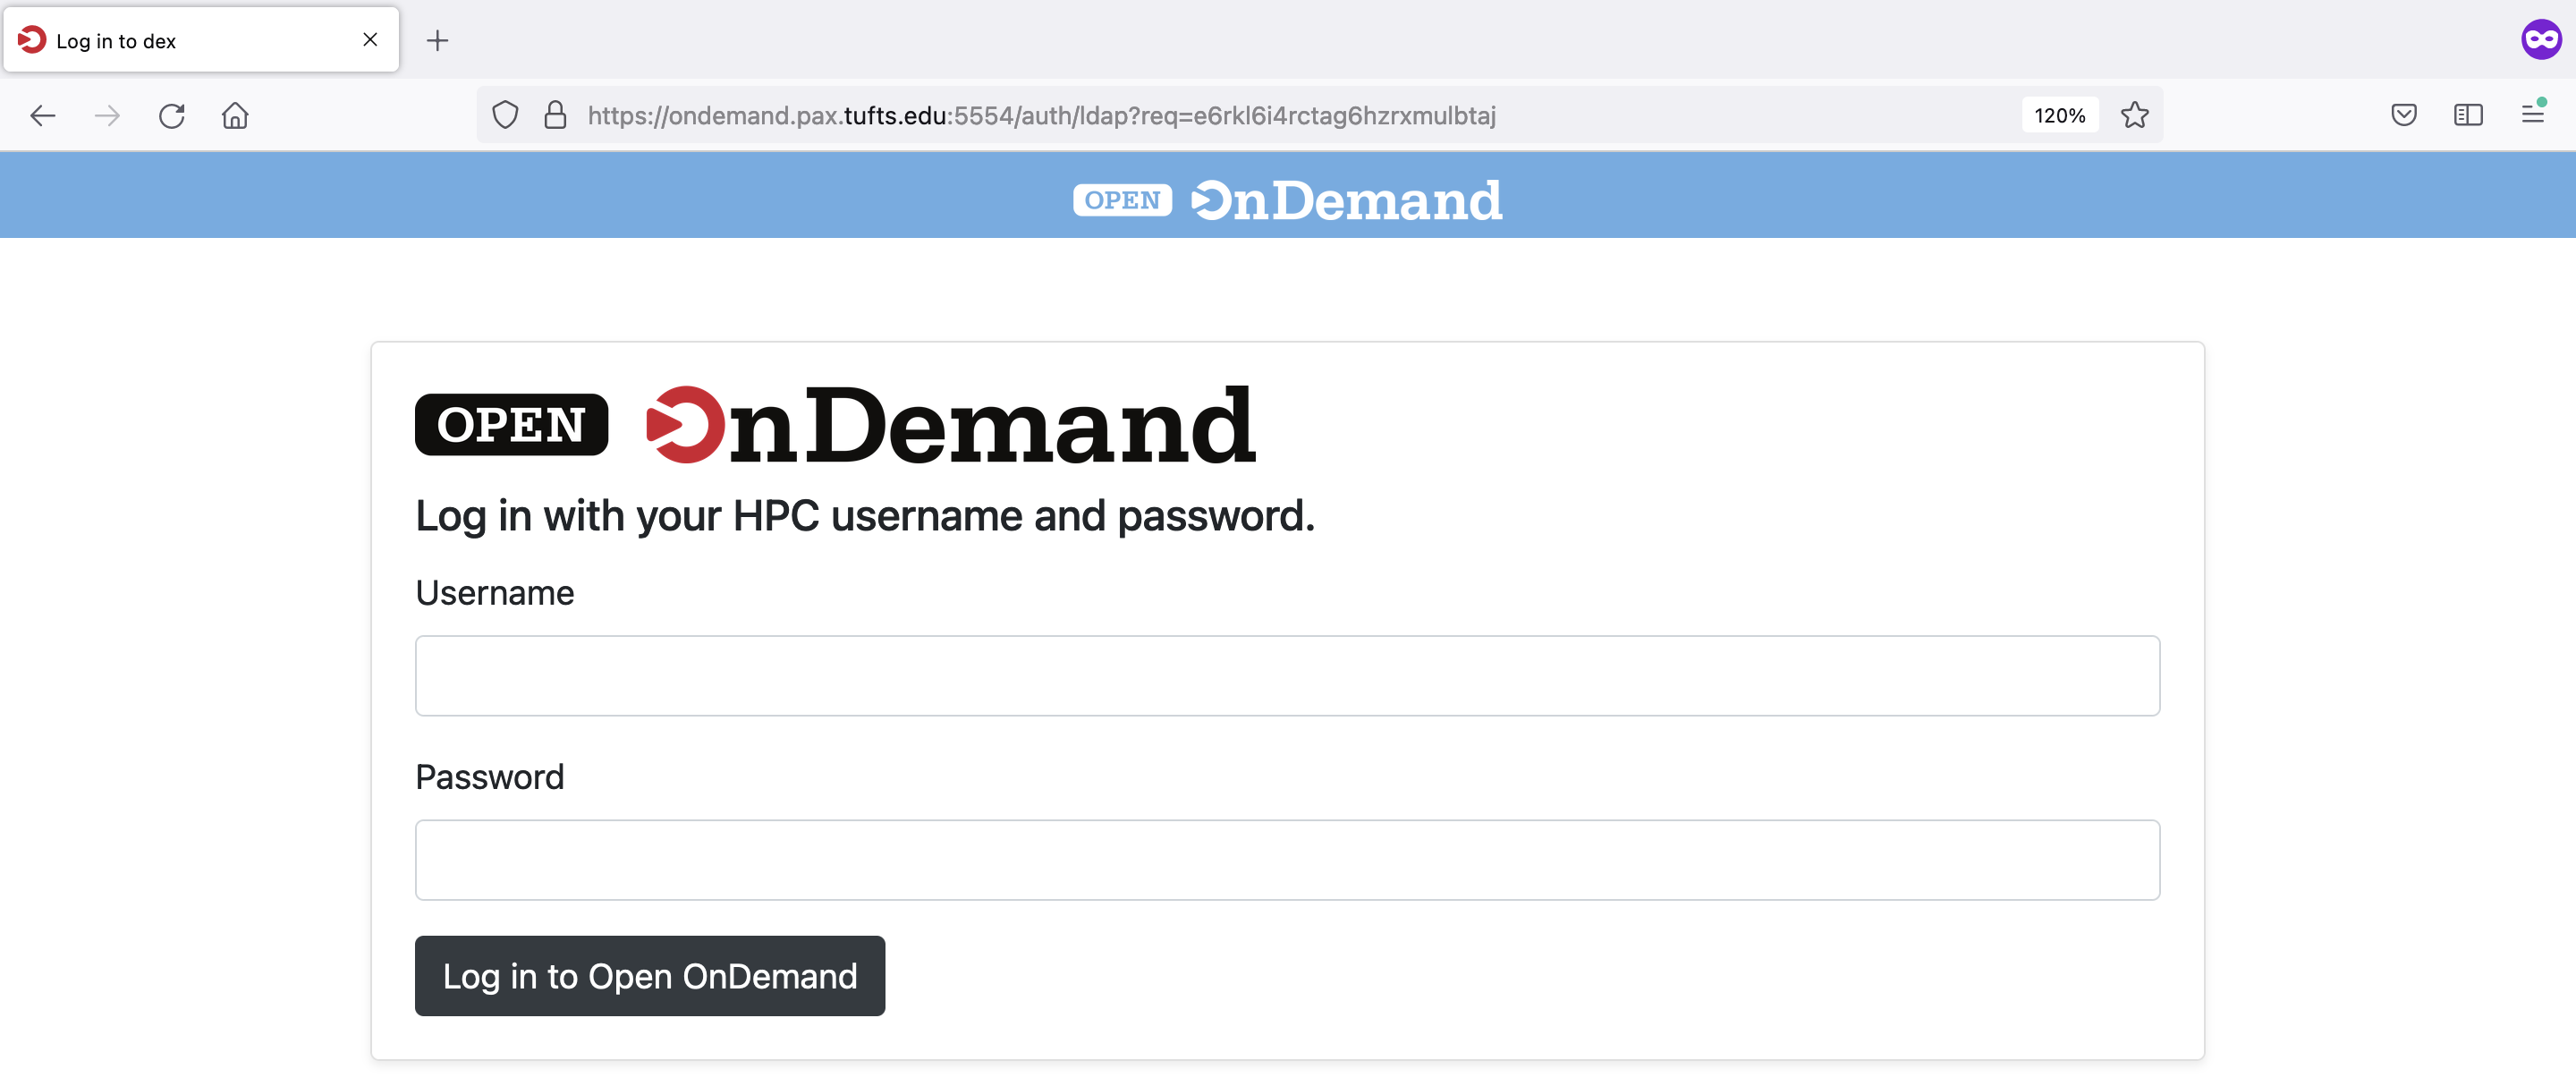 Log in to dex
https://ondemand.pax.tufts.edu:5554/auth/ldap?req=e6rkl6i4rctag6hzrxmulbtaj
120%
OPEN OnDemand
OPEN OnDemand
Log in with your HPC username and password.
Username
Password
Log in to Open OnDemand